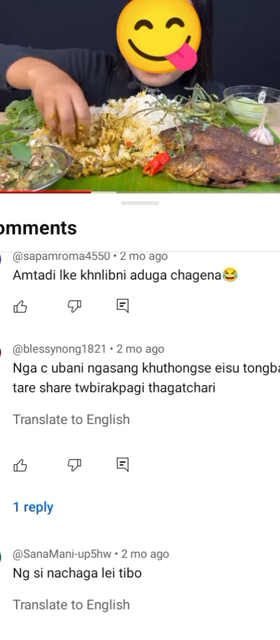 omments
@sapamroma4550 • 2 mo ago
Amtadi lke khnlibni aduga chagena😂
@blessynong1821 • 2 mo ago
Nga c ubani ngasang khuthongse eisu tongba
tare share twbirakpagi thagatchari
Translate to English
1 reply
@SanaMani-up5hw • 2 mo ago
Ng si nachaga lei tibo
Translate to English